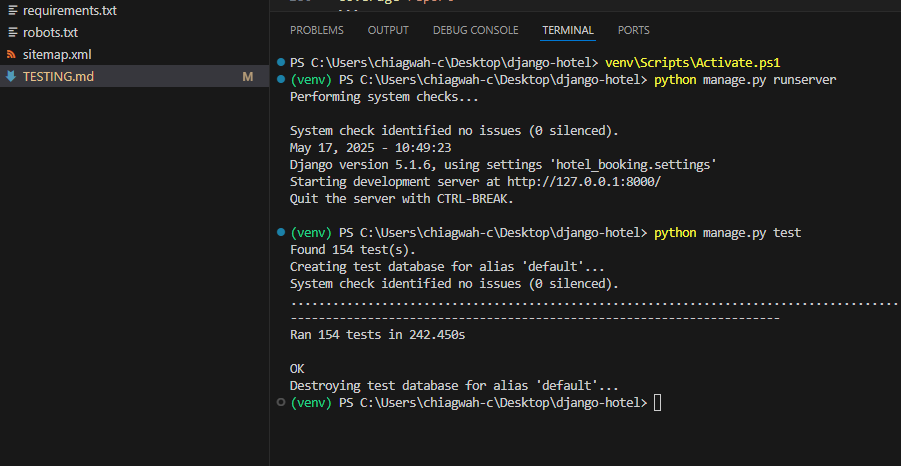 requirements.txt
robots.txt
sitemap.xml
TESTING.md M
PROBLEMS OUTPUT DEBUG CONSOLE TERMINAL PORTS
PS C:\Users\chiagwah-c\Desktop\django-hotel> venv\Scripts\Activate.ps1
(venv) PS C:\Users\chiagwah-c\Desktop\django-hotel> python manage.py runserver
Performing system checks...
System check identified no issues (0 silenced).
May 17, 2025 - 10:49:23
Django version 5.1.6, using settings 'hotel_booking.settings'
Starting development server at http://127.0.0.1:8000/
Quit the server with CTRL-BREAK.
(venv) PS C:\Users\chiagwah-c\Desktop\django-hotel> python manage.py test
Found 154 test(s).
Creating test database for alias 'default'...
System check identified no issues (0 silenced).
.......................................................................................
----------------------------------------------------------------------
Ran 154 tests in 242.450s
OK
Destroying test database for alias 'default'...
(venv) PS C:\Users\chiagwah-c\Desktop\django-hotel>